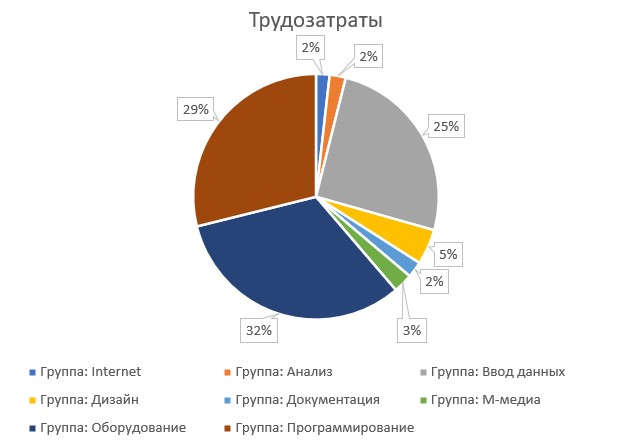 Трудозатраты
2%
2%
29%
25%
5%
2%
32%
3%
Группа: Internet
Группа: Анализ
Группа: Ввод данных
Группа: Дизайн
Группа: Документация
Группа: М-медиа
Группа: Оборудование
Группа: Программирование